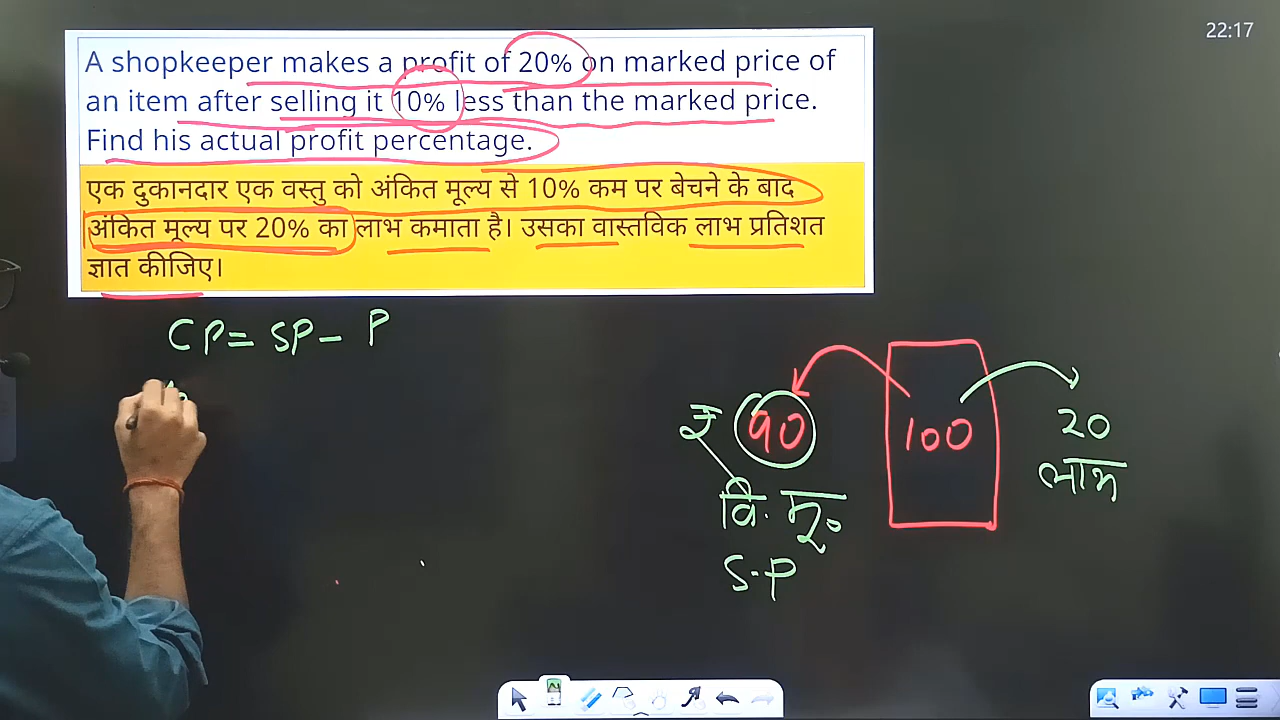 22:17
A shopkeeper makes a profit of 20% on marked price of
an item after selling it 10% less than the marked price.
Find his actual profit percentage.
एक दुकानदार एक वस्तु को अंकित मूल्य से 10% कम पर बेचने के बाद
अंकित मूल्य पर 20% का लाभ कमाता है। उसका वास्तविक लाभ प्रतिशत
ज्ञात कीजिए।
CP= SP- P
₹ 90 100 20
लाभ
वि. मू०
S.P